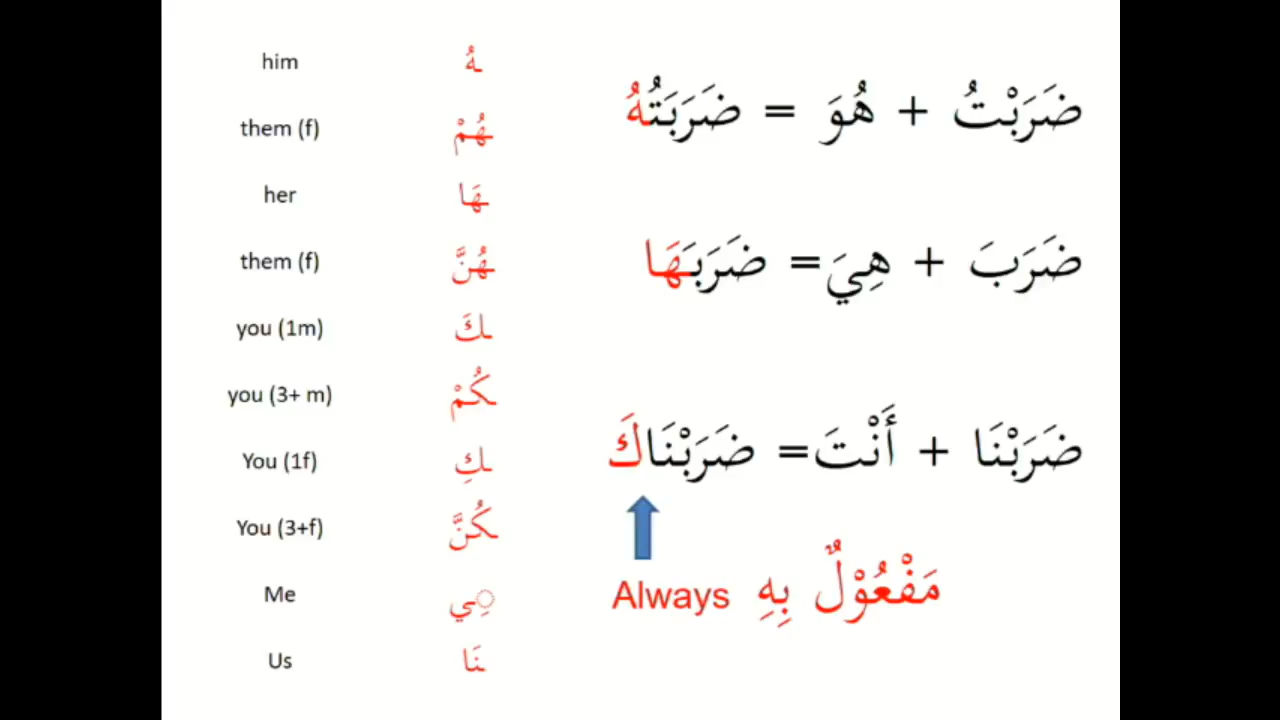 him ـهُ
them (f) ـهُمْ
her ـهَا
them (f) ـهُنَّ
you (1m) ـكَ
you (3+ m) ـكُمْ
You (1f) ـكِ
You (3+f) ـكُنَّ
Me ـِي
Us ـنَا
ضَرَبْتُ + هُوَ = ضَرَبَتُهُ
ضَرَبَ + هِيَ= ضَرَبَهَا
ضَرَبْنَا + أَنْتَ= ضَرَبْنَاكَ
Always مَفْعُوْلٌ بِهِ